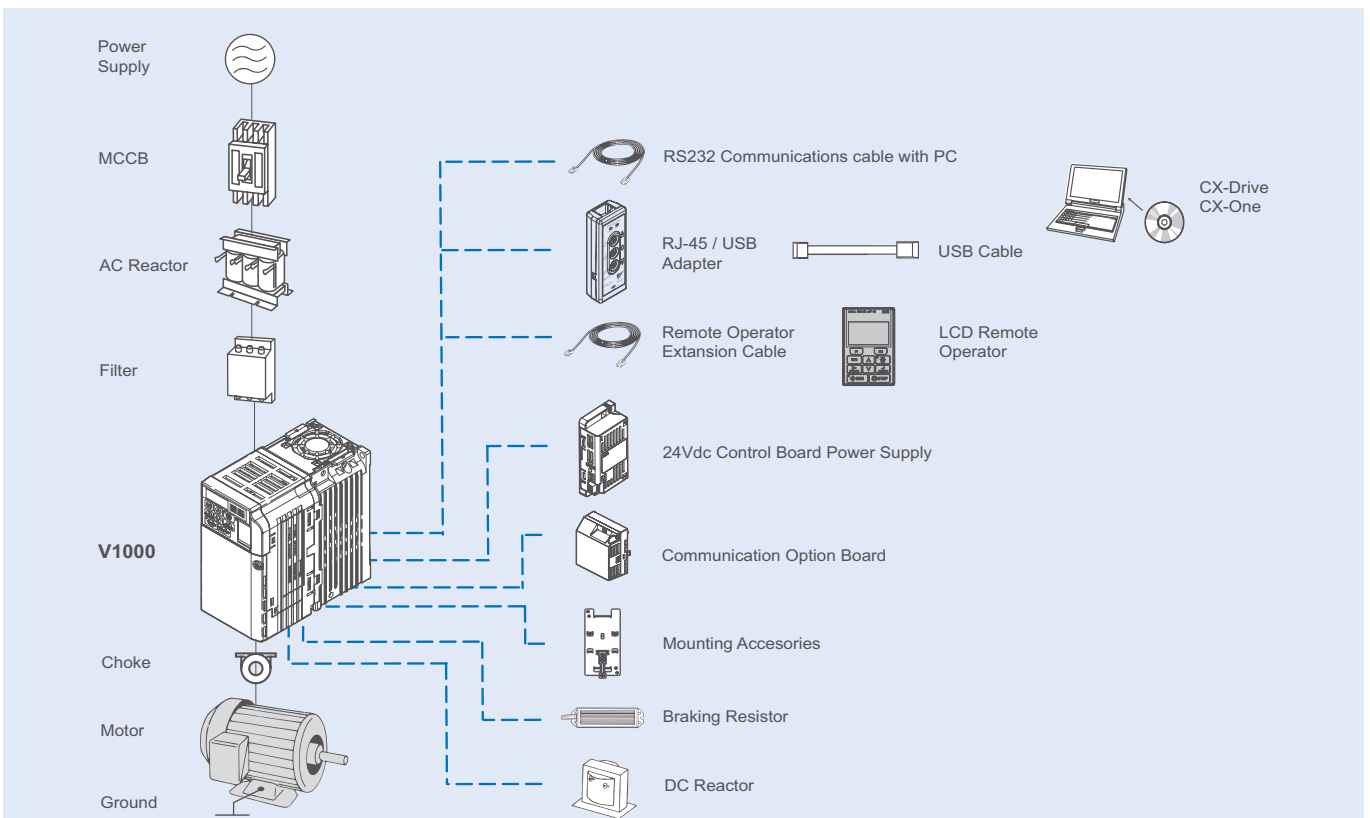 Power
Supply
MCCB
AC Reactor
Filter
V1000
Choke
Motor
Ground
RS232 Communications cable with PC
RJ-45 / USB
Adapter
USB Cable
CX-Drive
CX-One
Remote Operator
Extansion Cable
LCD Remote
Operator
24Vdc Control Board Power Supply
Communication Option Board
Mounting Accesories
Braking Resistor
DC Reactor